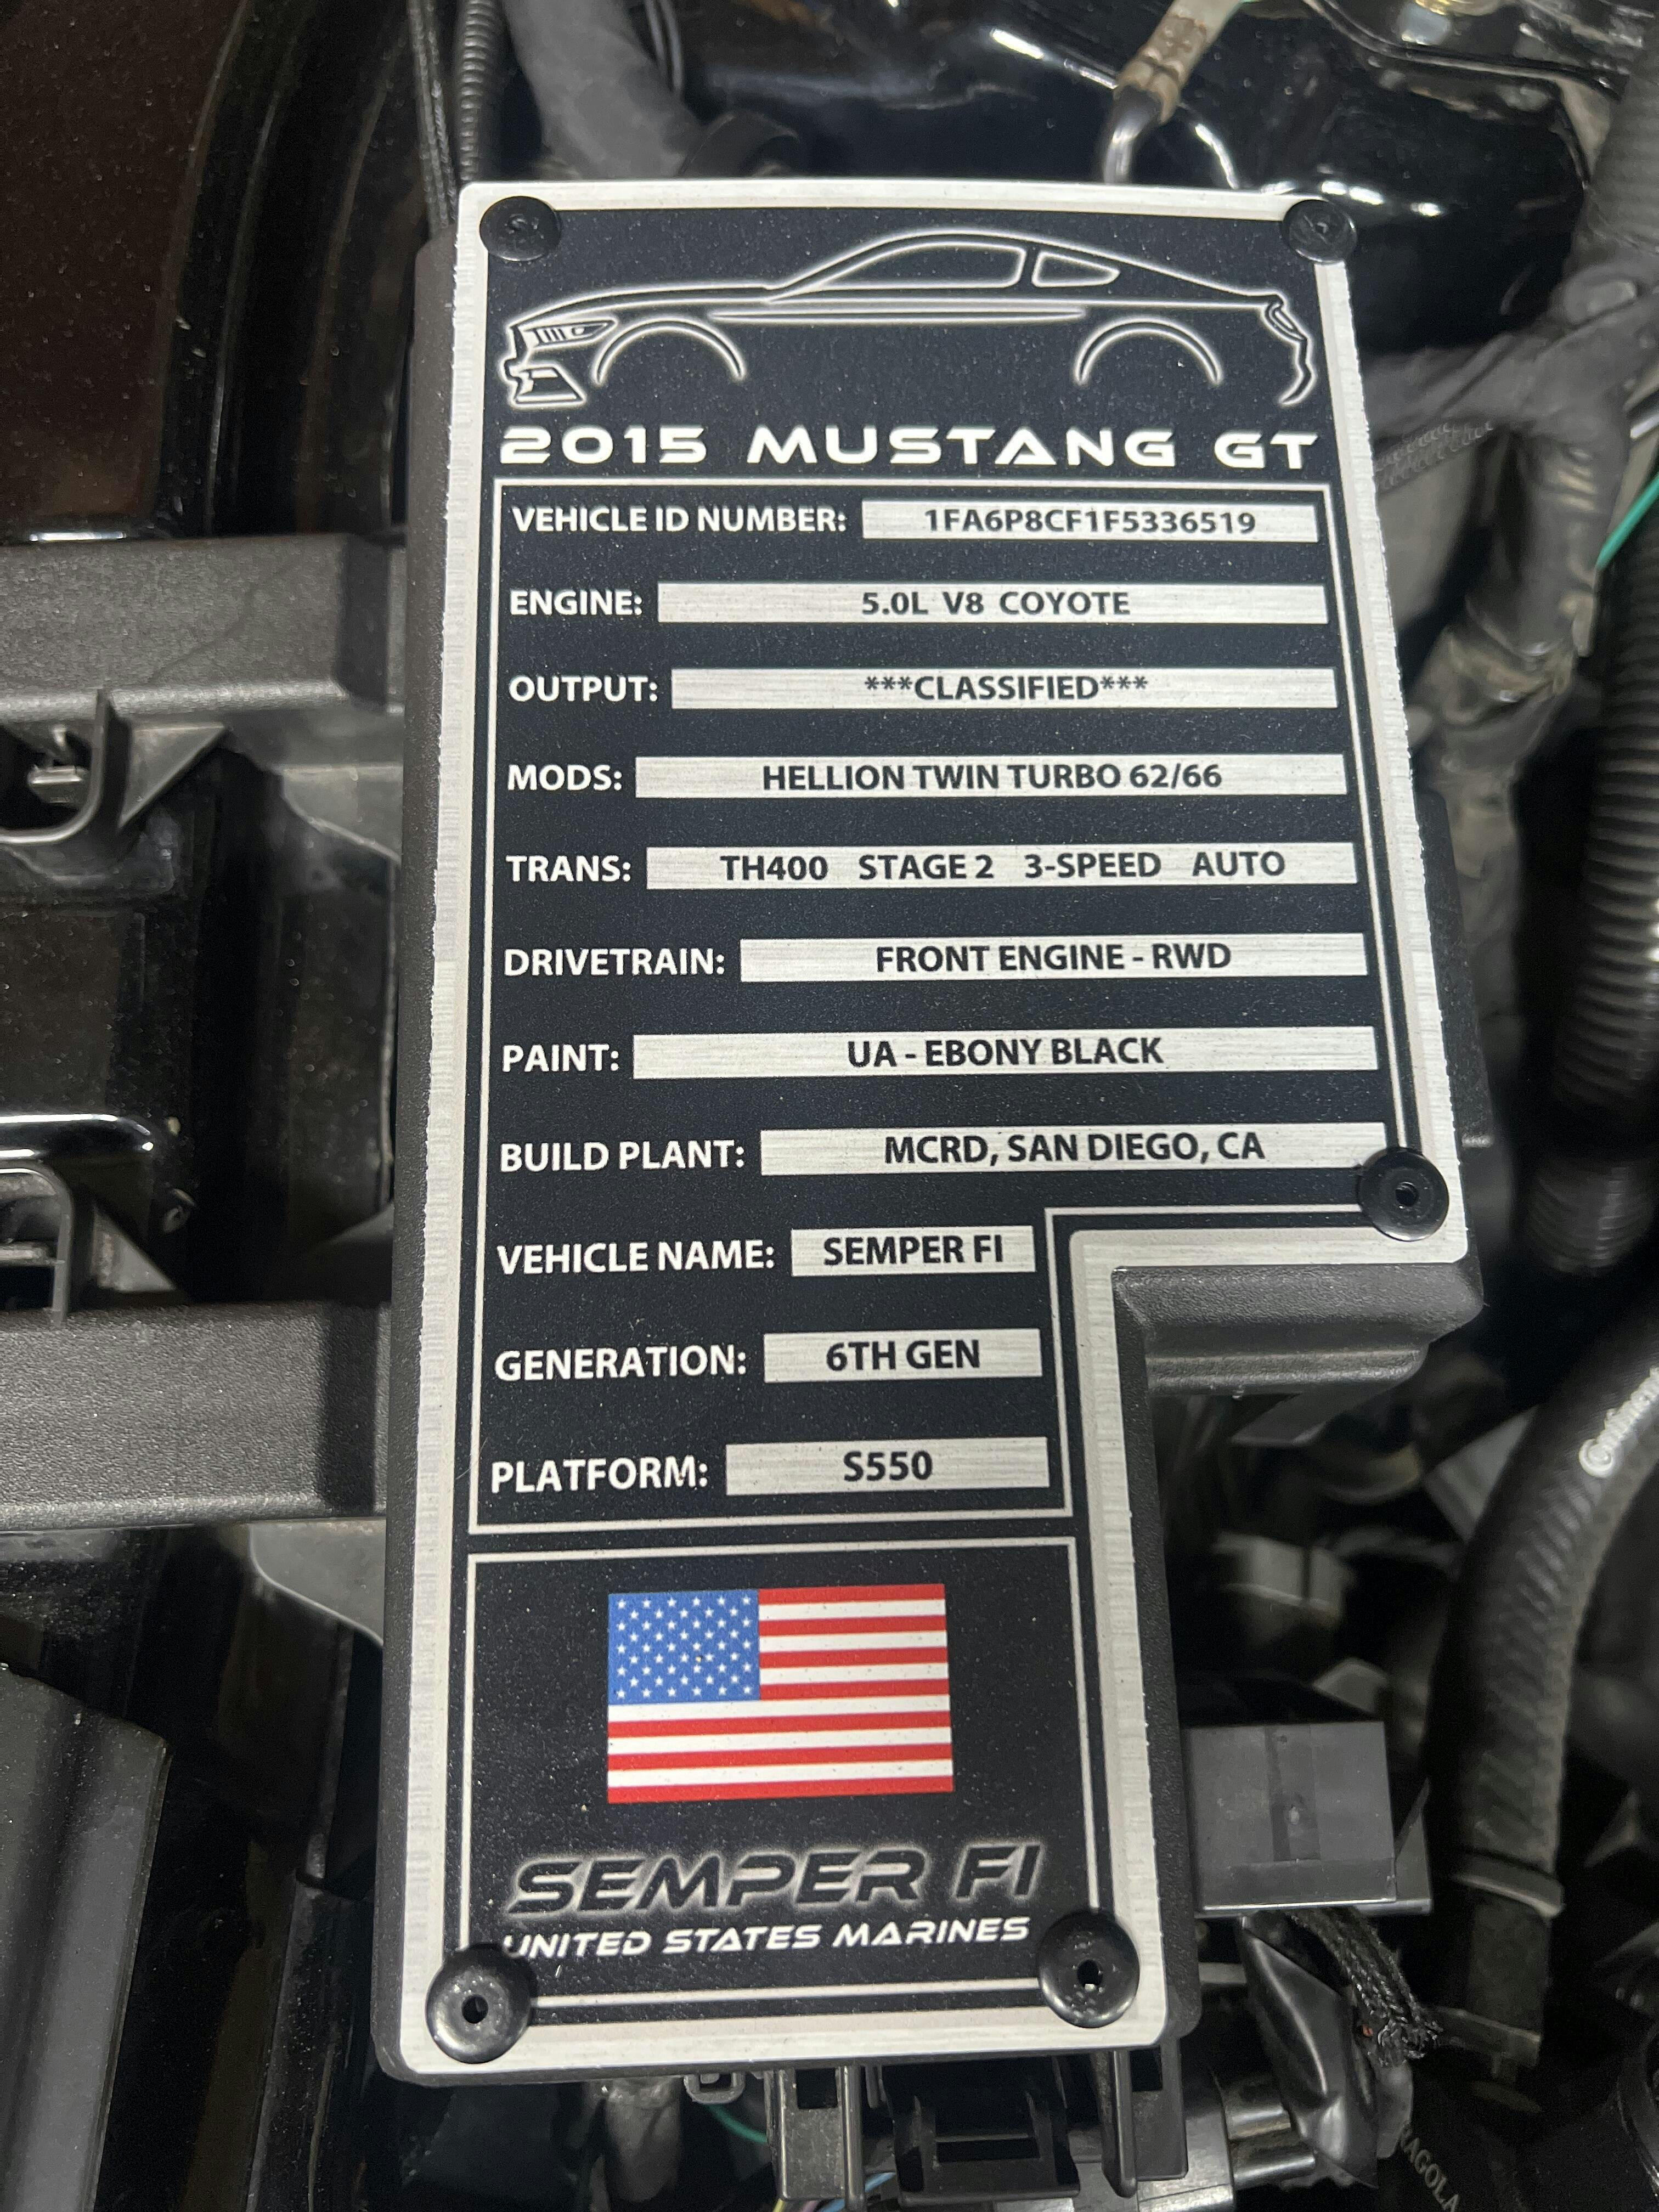 2015 MUSTANG GT
VEHICLE ID NUMBER: 1FA6P8CF1F5336519
ENGINE: 5.0L V8 COYOTE
OUTPUT: ***CLASSIFIED***
MODS: HELLION TWIN TURBO 62/66
TRANS: TH400 STAGE 2 3-SPEED AUTO
DRIVETRAIN: FRONT ENGINE - RWD
PAINT: UA - EBONY BLACK
BUILD PLANT: MCRD, SAN DIEGO, CA
VEHICLE NAME: SEMPER FI
GENERATION: 6TH GEN
PLATFORM: S550
SEMPER FI
UNITED STATES MARINES
Continent